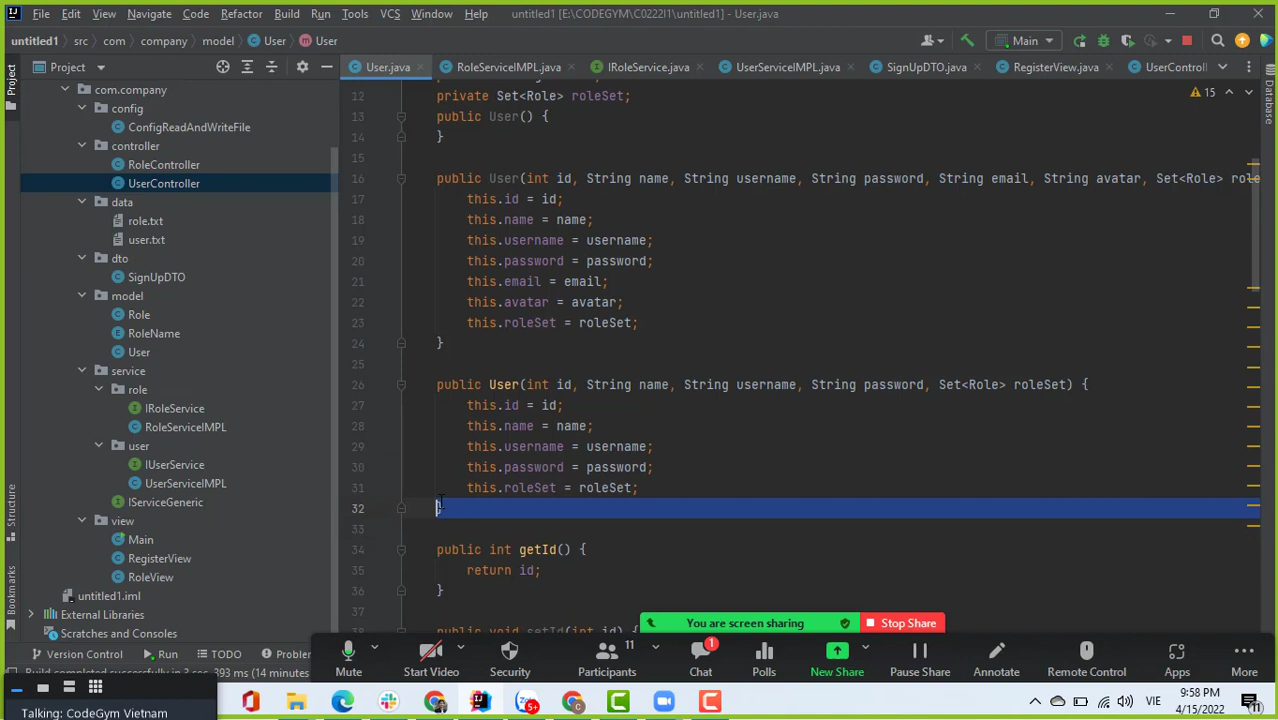 File Edit View Navigate Code Refactor Build Run Tools VCS Window Help untitled1 [E:\CODEGYM\C0222I1\untitled1] - User.java
untitled1 src com company model User User Main
Project
User.java RoleServiceIMPL.java IRoleService.java UserServiceIMPL.java SignUpDTO.java RegisterView.java UserControll
Project
Structure
Bookmarks
Database
com.company
config
ConfigReadAndWriteFile
controller
RoleController
UserController
data
role.txt
user.txt
dto
SignUpDTO
model
Role
RoleName
User
service
role
IRoleService
RoleServiceIMPL
user
IUserService
UserServiceIMPL
IServiceGeneric
view
Main
RegisterView
RoleView
untitled1.iml
External Libraries
Scratches and Consoles
15
12 private Set<Role> roleSet;
13 public User() {
14 }
15
16 public User(int id, String name, String username, String password, String email, String avatar, Set<Role> role
17 this.id = id;
18 this.name = name;
19 this.username = username;
20 this.password = password;
21 this.email = email;
22 this.avatar = avatar;
23 this.roleSet = roleSet;
24 }
25
26 public User(int id, String name, String username, String password, Set<Role> roleSet) {
27 this.id = id;
28 this.name = name;
29 this.username = username;
30 this.password = password;
31 this.roleSet = roleSet;
32 }
33
34 public int getId() {
35 return id;
36 }
37
38 public void setId(int id) {
You are screen sharing Stop Share
Version Control Run TODO Problem
Build completed successfully in 3 sec, 393 ms (14 minutes
Mute Start Video Security Participants 11 Chat 1 Polls New Share Pause Share Annotate Remote Control Apps More
Talking: CodeGym Vietnam
5+
VIE 9:58 PM
4/15/2022
11